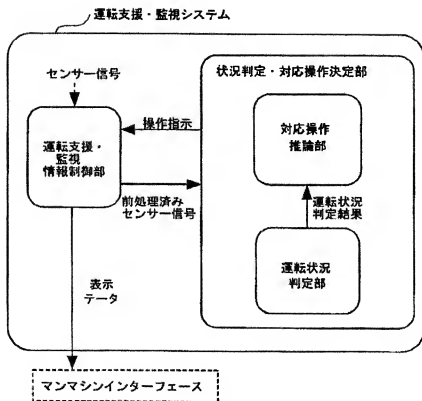 運転支援・監視システム
センサー信号
状況判定・対応操作決定部
操作指示
対応操作
推論部
運転支援・
監視
情報制御部
前処理済み
センサー信号
運転状況
判定結果
運転状況
判定部
表示
データ
マンマシンインターフェース